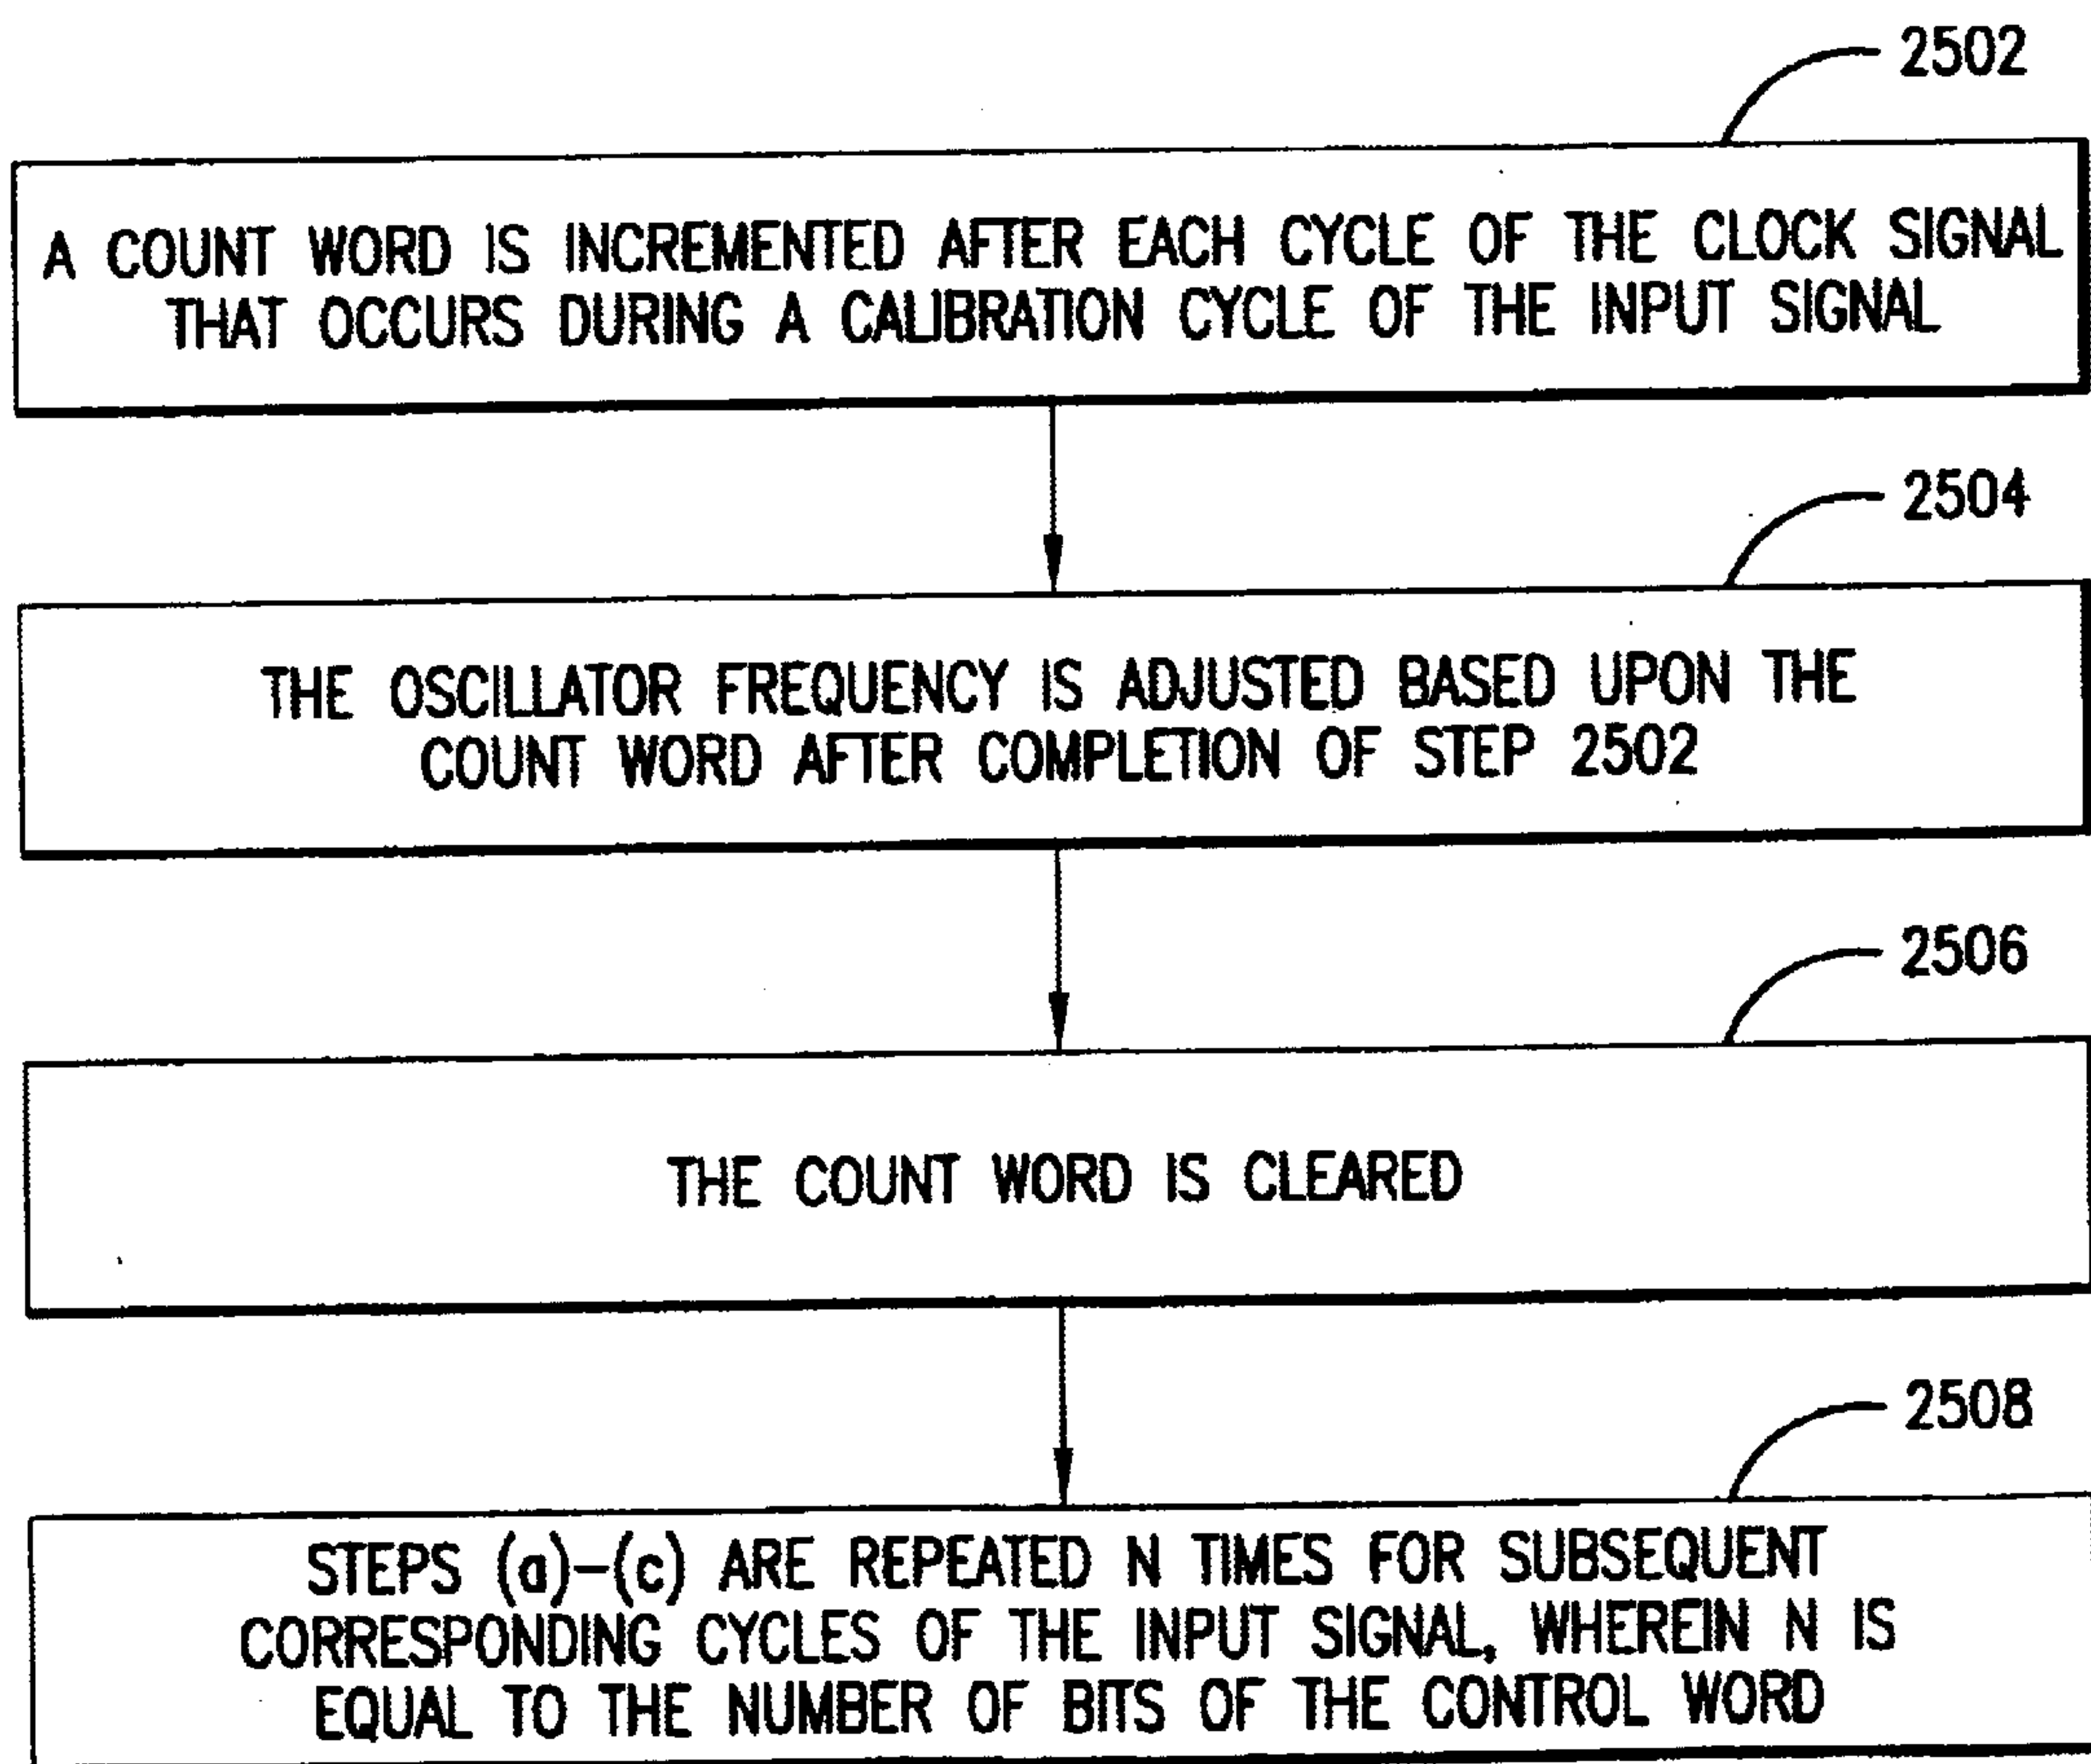 2502
A COUNT WORD IS INCREMENTED AFTER EACH CYCLE OF THE CLOCK SIGNAL
THAT OCCURS DURING A CALIBRATION CYCLE OF THE INPUT SIGNAL
2504
THE OSCILLATOR FREQUENCY IS ADJUSTED BASED UPON THE
COUNT WORD AFTER COMPLETION OF STEP 2502
2506
THE COUNT WORD IS CLEARED
2508
STEPS (a)-(c) ARE REPEATED N TIMES FOR SUBSEQUENT
CORRESPONDING CYCLES OF THE INPUT SIGNAL, WHEREIN N IS
EQUAL TO THE NUMBER OF BITS OF THE CONTROL WORD